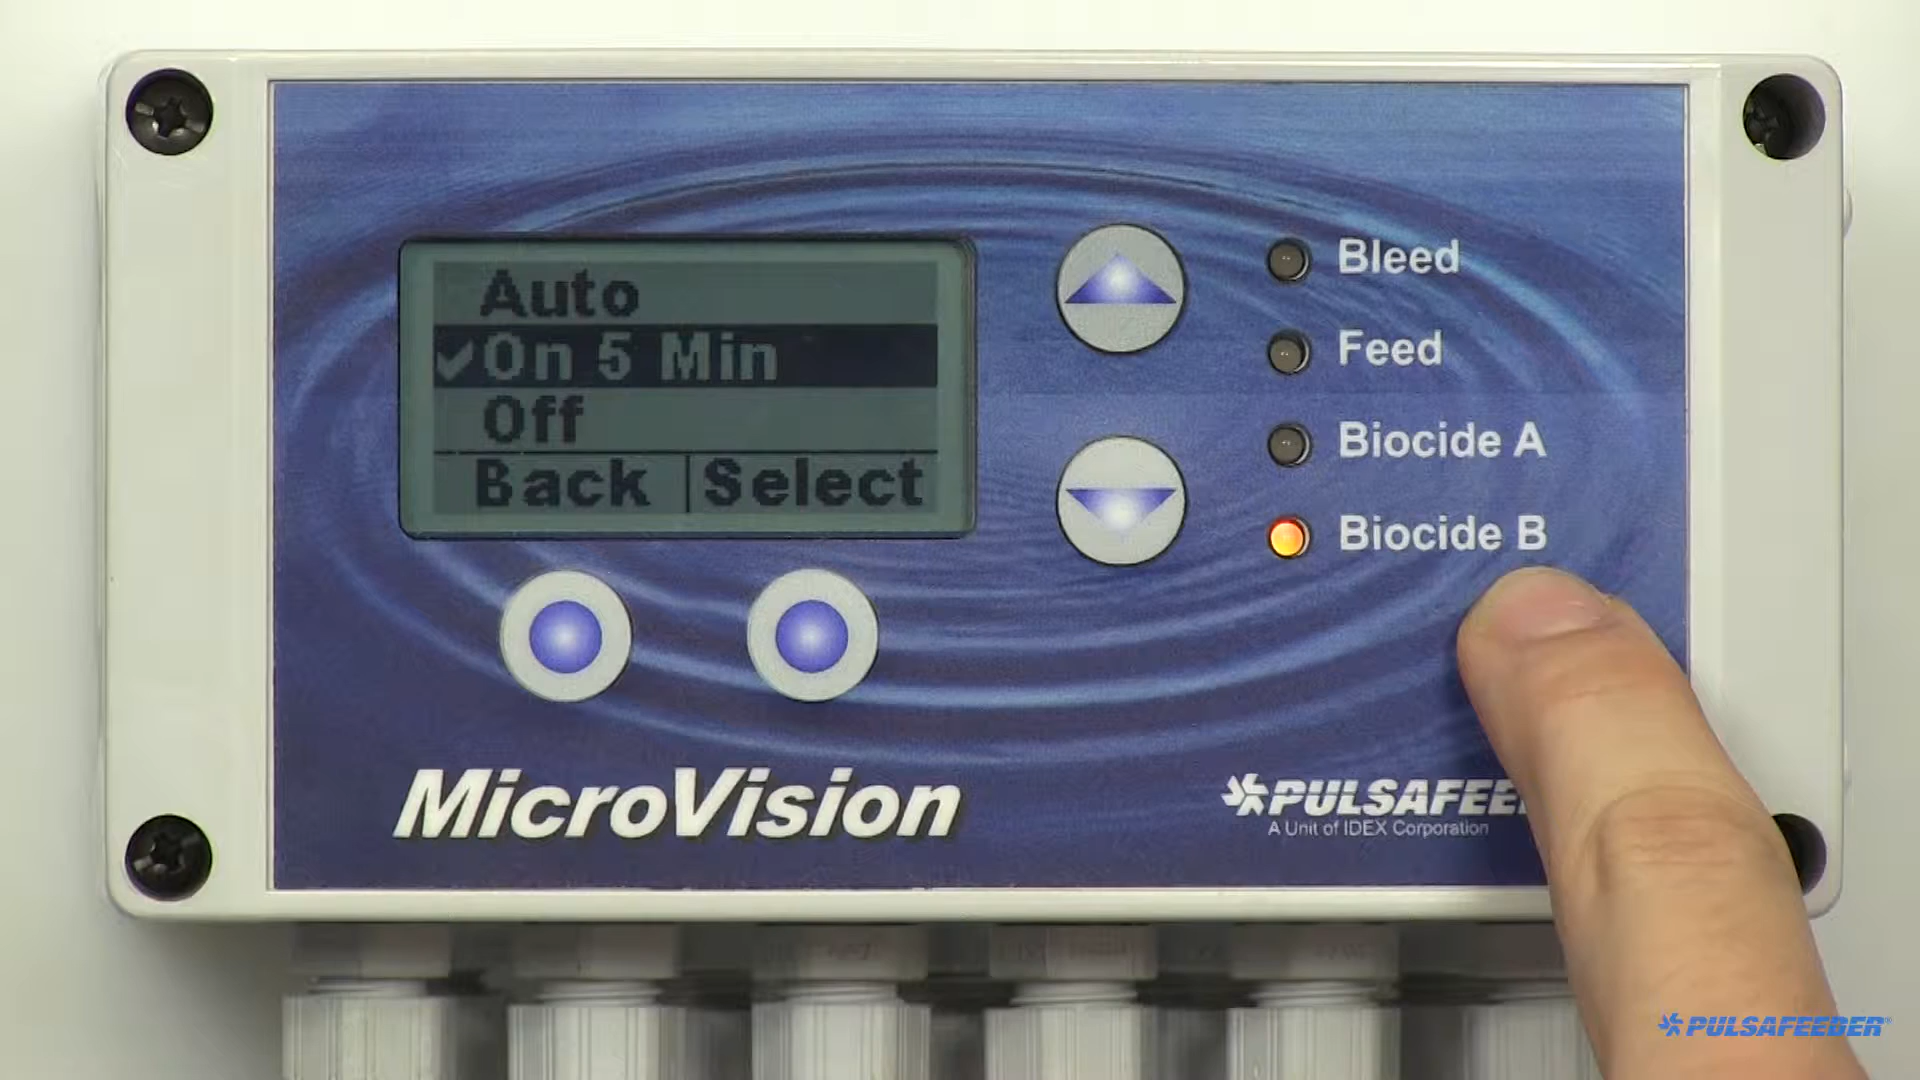 Auto
✓On 5 Min
Off
Back | Select
Bleed
Feed
Biocide A
Biocide B
MicroVision
PULSAFEE
A Unit of IDEX Corporation
PULSAFEEDER®